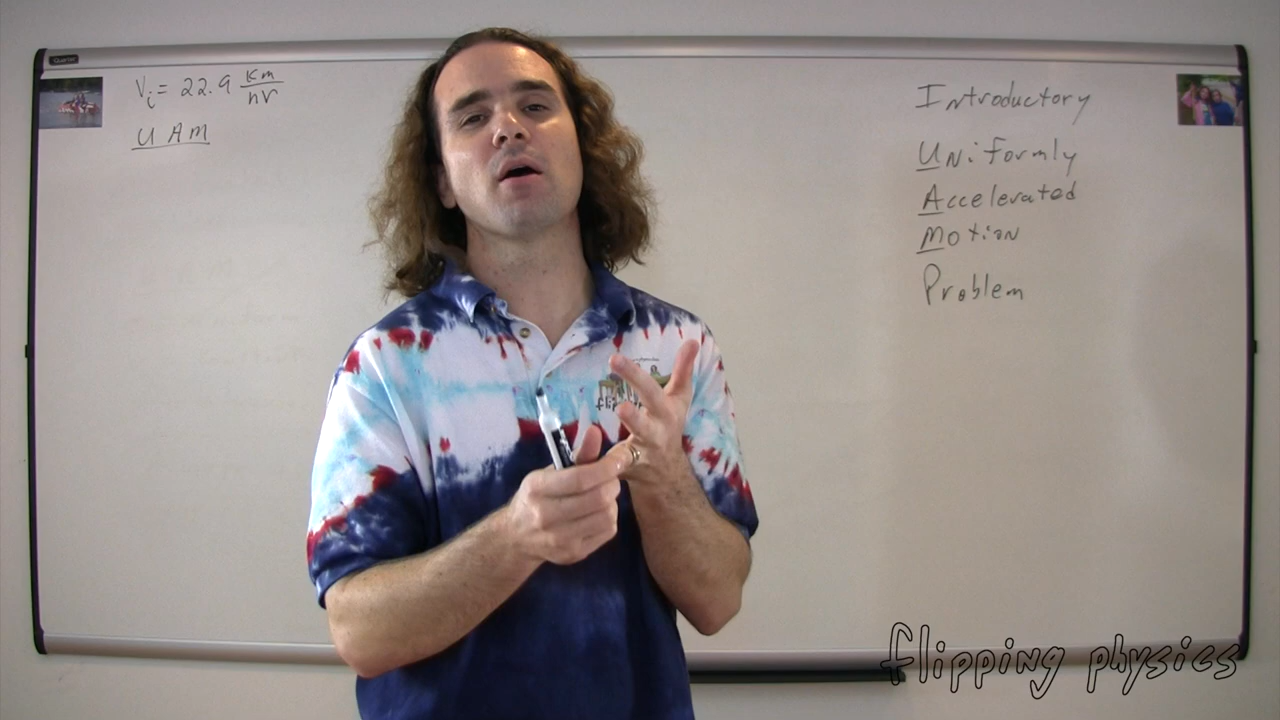 Vi = 22.9 km/hr
UAM
Introductory
Uniformly
Accelerated
Motion
Problem
flipping physics